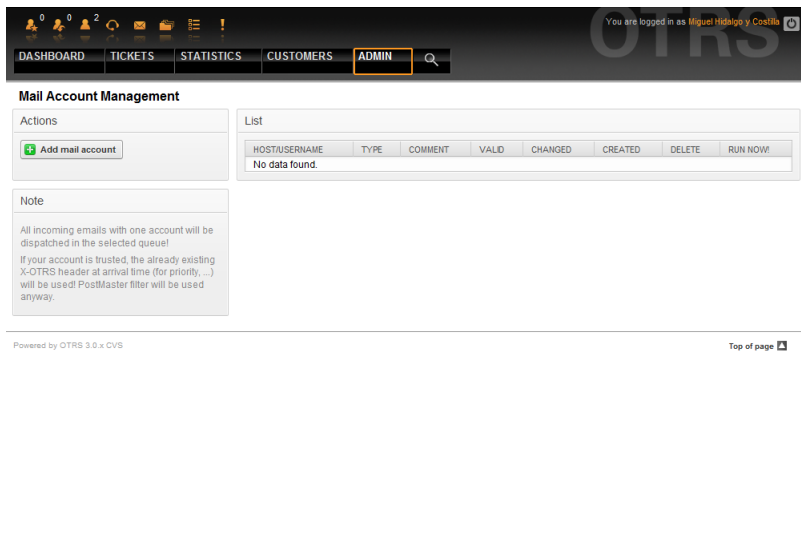 0 0 2
You are logged in as Miguel Hidalgo y Costilla
OTRS
DASHBOARD TICKETS STATISTICS CUSTOMERS ADMIN
Mail Account Management
Actions
Add mail account
List
HOST/USERNAME TYPE COMMENT VALID CHANGED CREATED DELETE RUN NOW!
No data found.
Note
All incoming emails with one account will be
dispatched in the selected queue!
If your account is trusted, the already existing
X-OTRS header at arrival time (for priority, ...)
will be used! PostMaster filter will be used
anyway.
Powered by OTRS 3.0.x CVS
Top of page